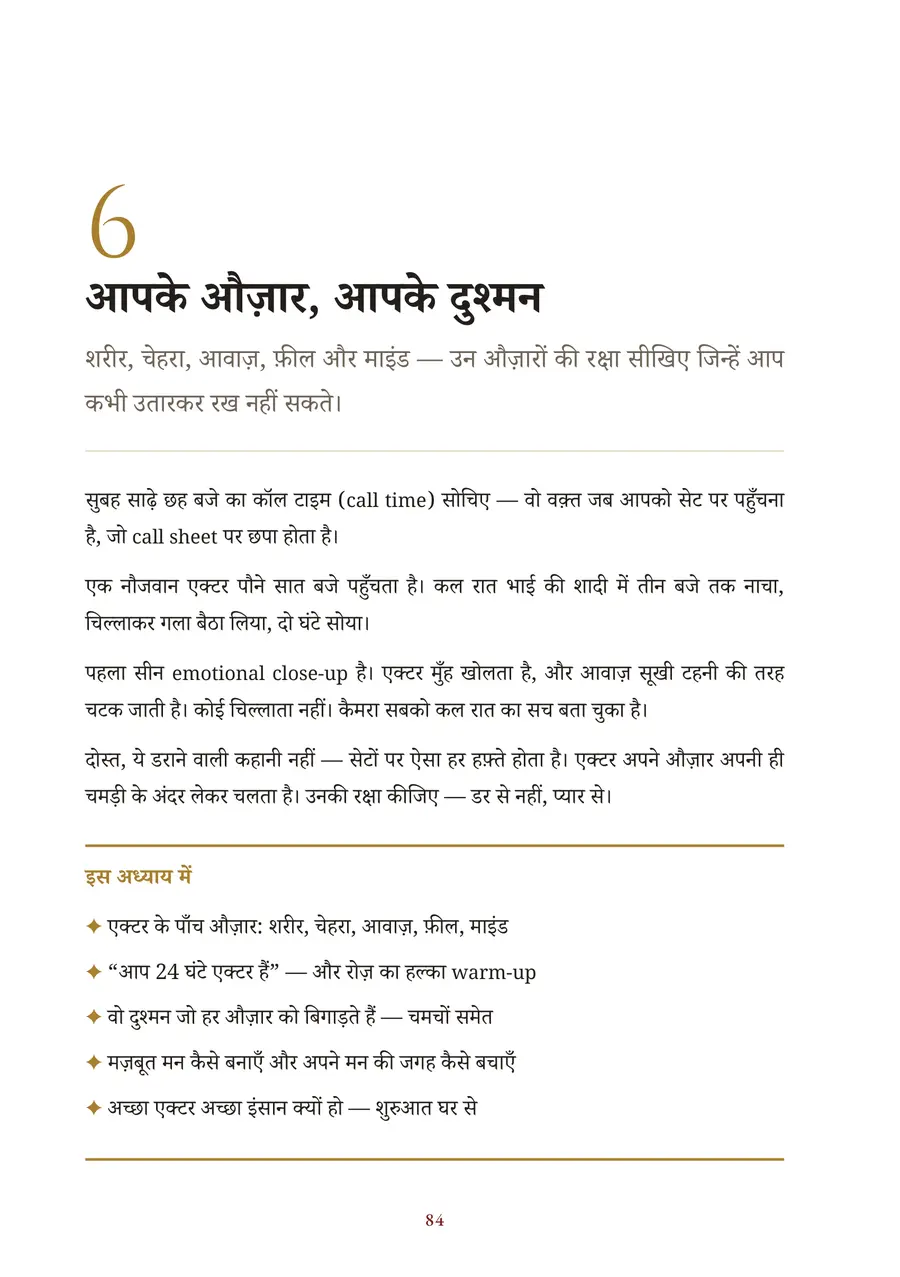 6
आपके औज़ार, आपके दुश्मन
शरीर, चेहरा, आवाज़, फ़ील और माइंड — उन औज़ारों की रक्षा सीखिए जिन्हें आप
कभी उतारकर रख नहीं सकते।
सुबह साढ़े छह बजे का कॉल टाइम (call time) सोचिए — वो वक़्त जब आपको सेट पर पहुँचना
है, जो call sheet पर छपा होता है।
एक नौजवान एक्टर पौने सात बजे पहुँचता है। कल रात भाई की शादी में तीन बजे तक नाचा,
चिल्लाकर गला बैठा लिया, दो घंटे सोया।
पहला सीन emotional close-up है। एक्टर मुँह खोलता है, और आवाज़ सूखी टहनी की तरह
चटक जाती है। कोई चिल्लाता नहीं। कैमरा सबको कल रात का सच बता चुका है।
दोस्त, ये डराने वाली कहानी नहीं — सेटों पर ऐसा हर हफ़्ते होता है। एक्टर अपने औज़ार अपनी ही
चमड़ी के अंदर लेकर चलता है। उनकी रक्षा कीजिए — डर से नहीं, प्यार से।
इस अध्याय में
✦ एक्टर के पाँच औज़ार: शरीर, चेहरा, आवाज़, फ़ील, माइंड
✦ “आप 24 घंटे एक्टर हैं” — और रोज़ का हल्का warm-up
✦ वो दुश्मन जो हर औज़ार को बिगाड़ते हैं — चमचों समेत
✦ मज़बूत मन कैसे बनाएँ और अपने मन की जगह कैसे बचाएँ
✦ अच्छा एक्टर अच्छा इंसान क्यों हो — शुरुआत घर से
84